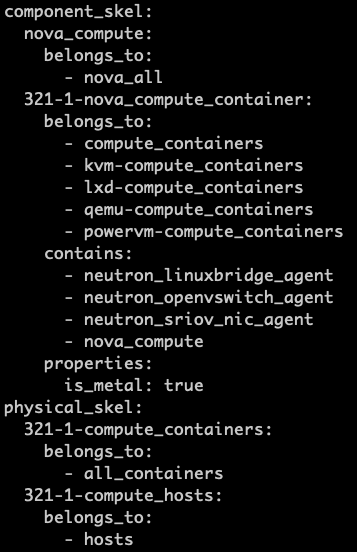 component_skel:
  nova_compute:
    belongs_to:
      - nova_all
  321-1-nova_compute_container:
    belongs_to:
      - compute_containers
      - kvm-compute_containers
      - lxd-compute_containers
      - qemu-compute_containers
      - powervm-compute_containers
    contains:
      - neutron_linuxbridge_agent
      - neutron_openvswitch_agent
      - neutron_sriov_nic_agent
      - nova_compute
    properties:
      is_metal: true
physical_skel:
  321-1-compute_containers:
    belongs_to:
      - all_containers
  321-1-compute_hosts:
    belongs_to:
      - hosts